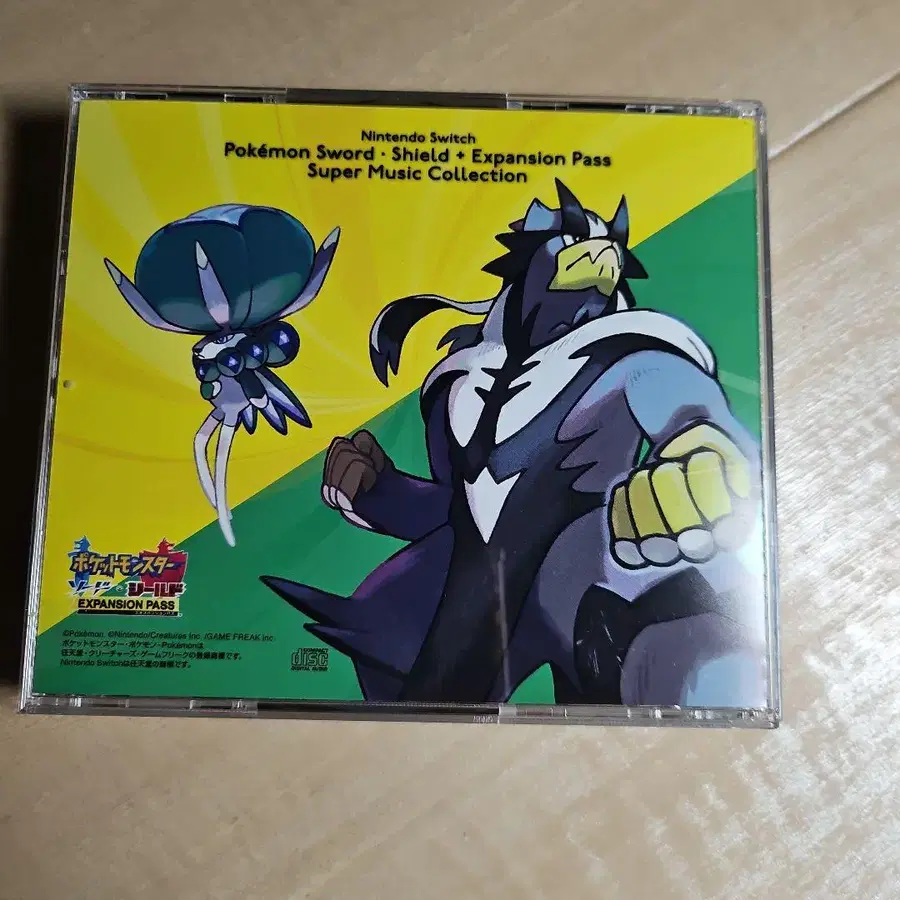 Nintendo Switch
Pokémon Sword · Shield + Expansion Pass
Super Music Collection
ポケットモンスター
ソード・シールド
EXPANSION PASS
©Pokémon. ©Nintendo/Creatures Inc. /GAME FREAK inc.
ポケットモンスター・ポケモン・Pokémonは
任天堂・クリーチャーズ・ゲームフリークの登録商標です。
Nintendo Switchは任天堂の商標です。
COMPACT
disc
DIGITAL AUDIO